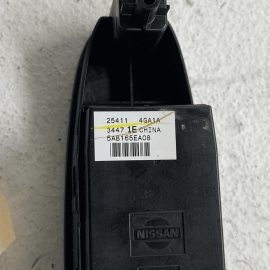 25411 4GA1A
3447 1E CHINA
5AB165EA08
NISSAN